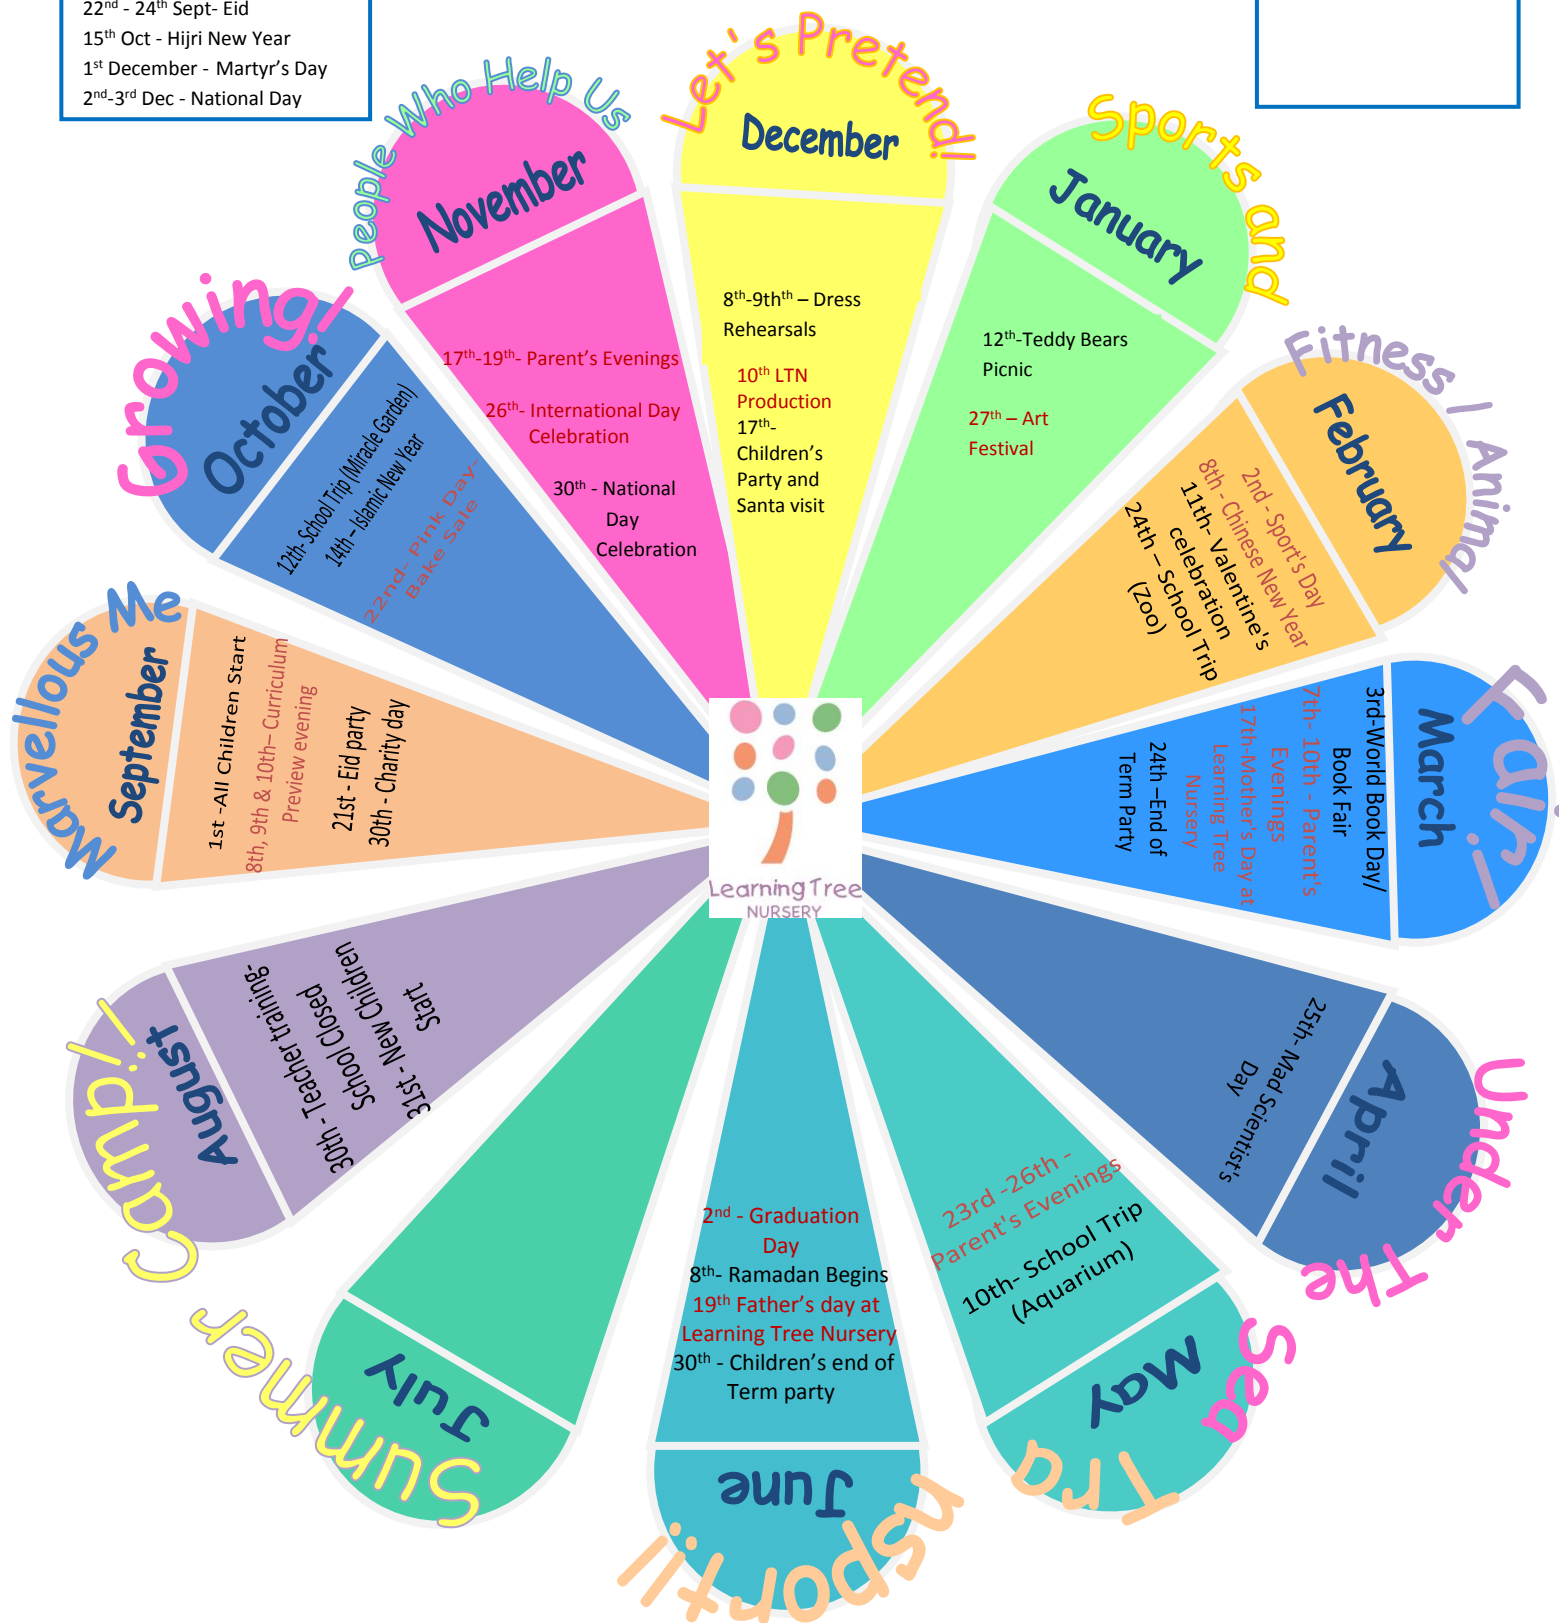 22nd - 24th Sept- Eid
15th Oct - Hijri New Year
1st December - Martyr's Day
2nd-3rd Dec - National Day
Marvellous Me
September
1st -All Children Start
8th, 9th & 10th– Curriculum
Preview evening
21st - Eid party
30th - Charity day
Growing!
October
12th- School Trip (Miracle Garden)
14th – Islamic New Year
22nd- Pink Day-
Bake Sale
People Who Help Us
November
17th-19th- Parent's Evenings
26th- International Day
Celebration
30th - National
Day
Celebration
Let's Pretend!
December
8th-9thth – Dress
Rehearsals
10th LTN
Production
17th-
Children's
Party and
Santa visit
Sports and
January
12th-Teddy Bears
Picnic
27th – Art
Festival
Fitness / Animal
February
2nd - Sport's Day
8th - Chinese New Year
11th- Valentine's
celebration
24th – School Trip
(Zoo)
Fair!
March
3rd-World Book Day/
Book Fair
7th- 10th - Parent's
Evenings
17th-Mother's Day at
Learning Tree
Nursery
24th –End of
Term Party
Under The
April
25th- Mad Scientist's
Day
Sea
Tra
May
23rd -26th -
Parent's Evenings
10th- School Trip
(Aquarium)
nsport!!
June
2nd - Graduation
Day
8th- Ramadan Begins
19th Father's day at
Learning Tree Nursery
30th - Children's end of
Term party
Summer
July
Camp!
August
30th - Teacher training-
School Closed
31st - New Children
Start
Learning Tree
NURSERY